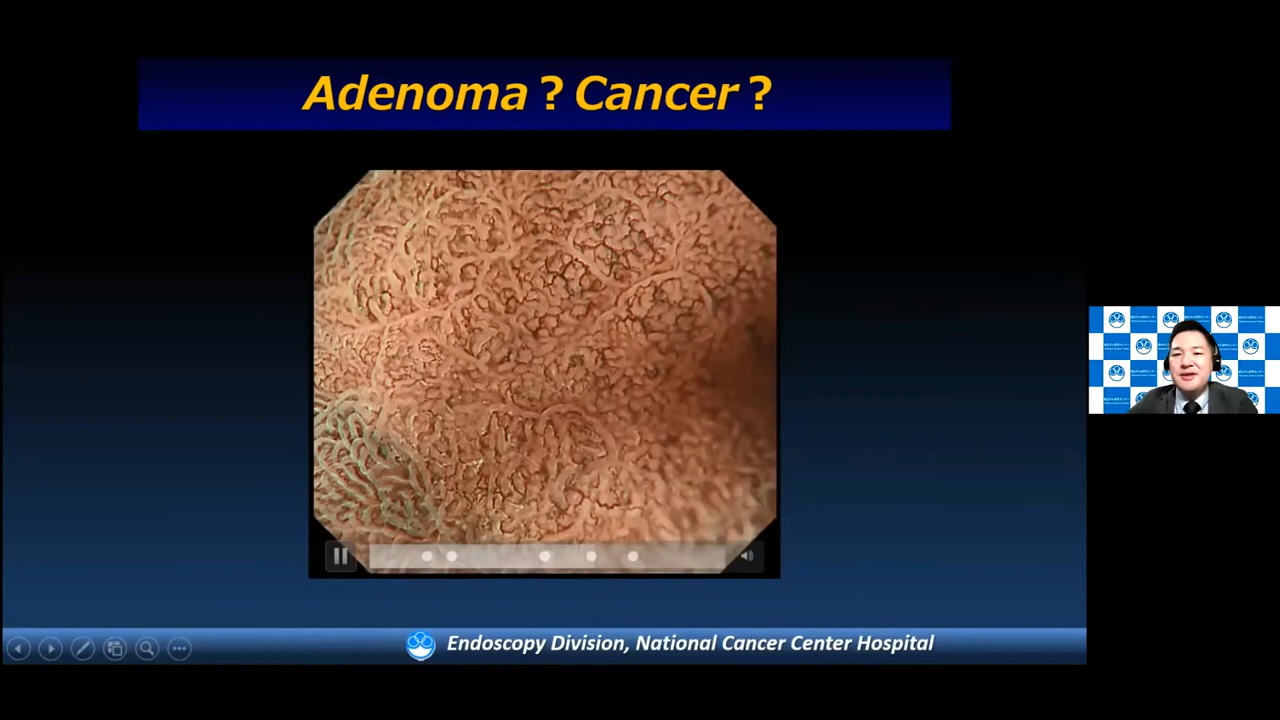 Adenoma ? Cancer ?
Endoscopy Division, National Cancer Center Hospital